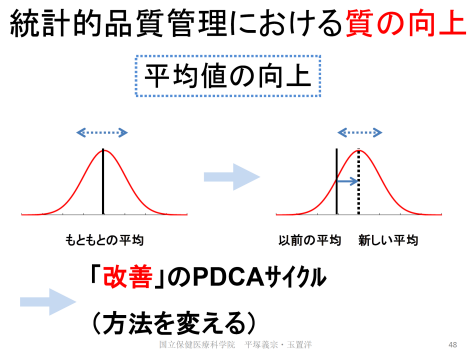 統計的品質管理における質の向上
平均値の向上
もともとの平均
以前の平均 新しい平均
「改善」のPDCAサイクル
（方法を変える）
国立保健医療科学院 平塚義宗・玉置洋
48